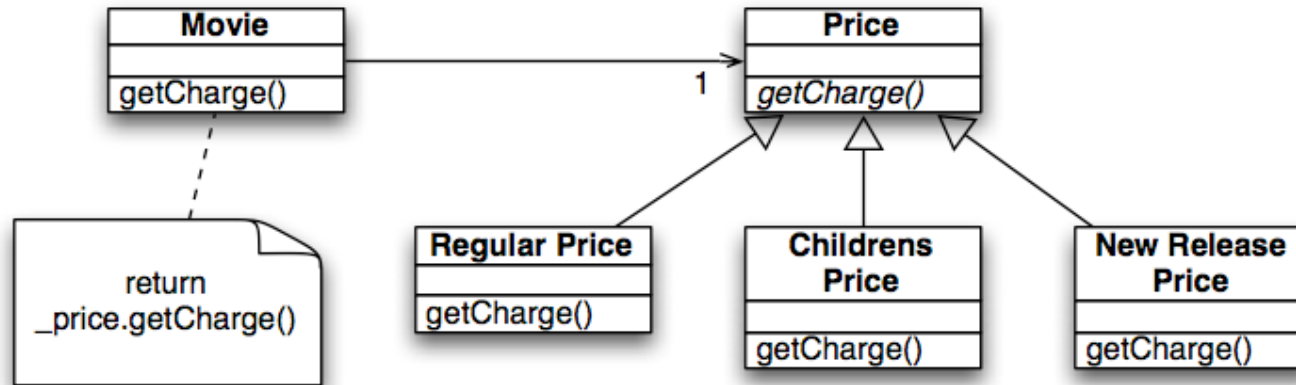 Movie
getCharge()
1
Price
getCharge()
return
_price.getCharge()
Regular Price
getCharge()
Childrens
Price
getCharge()
New Release
Price
getCharge()